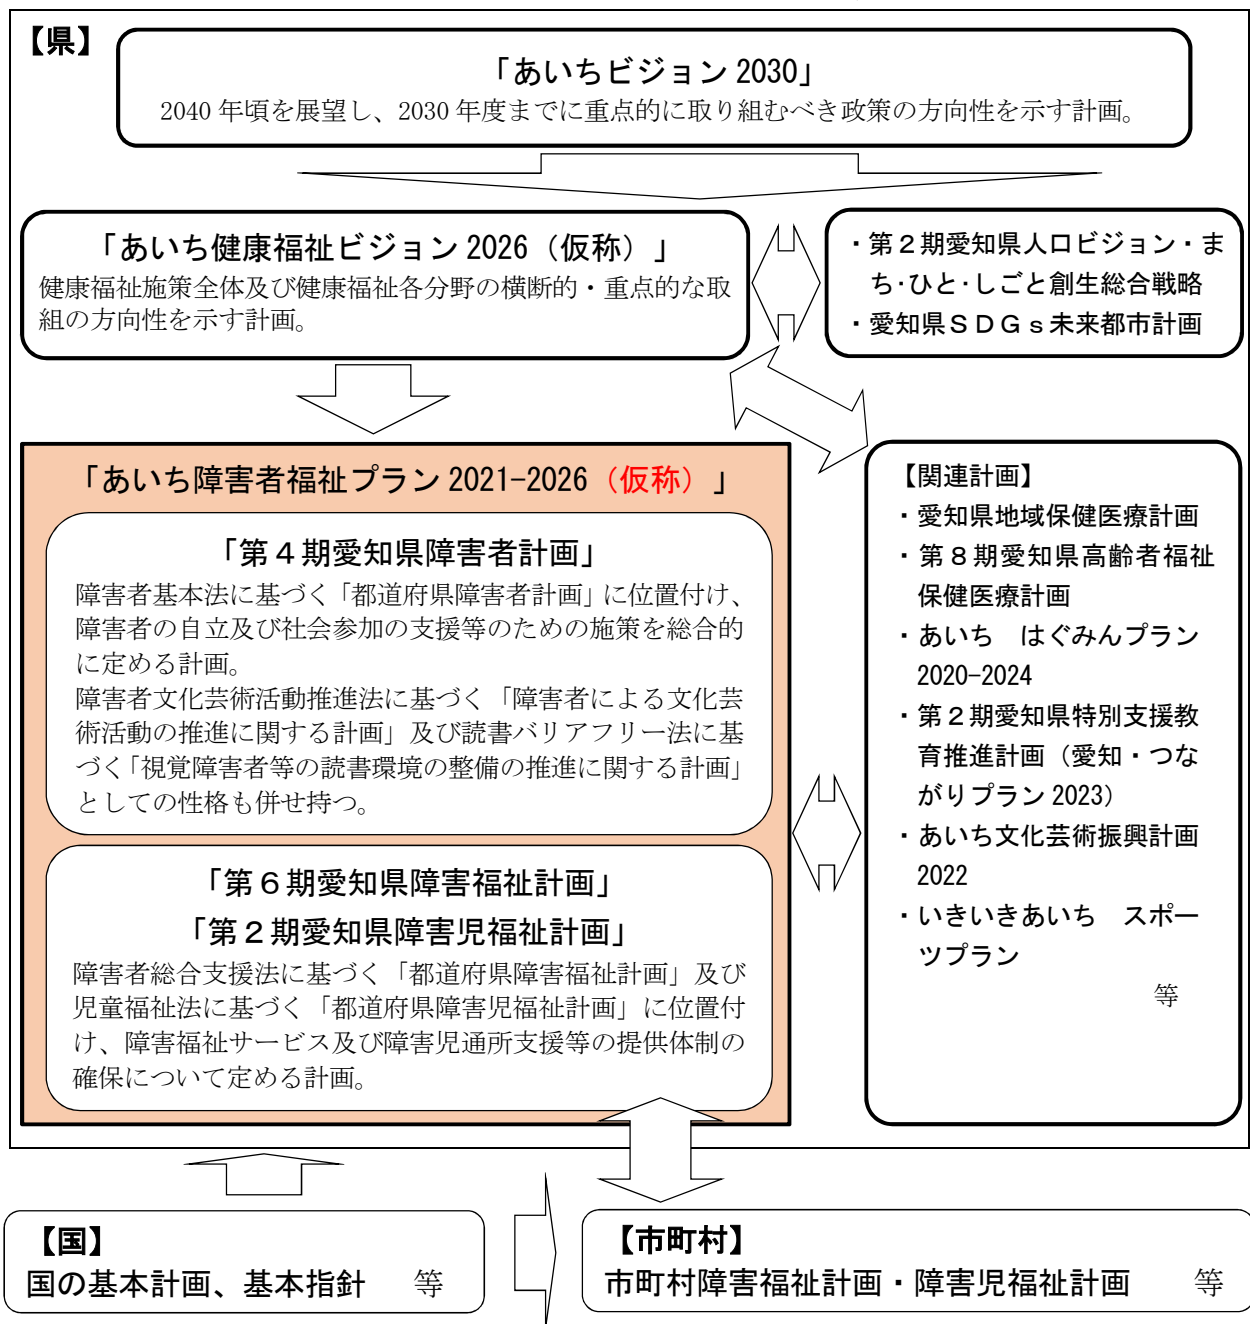 【県】
「あいちビジョン 2030」
2040 年頃を展望し、2030 年度までに重点的に取り組むべき政策の方向性を示す計画。
「あいち健康福祉ビジョン 2026（仮称）」
健康福祉施策全体及び健康福祉各分野の横断的・重点的な取
組の方向性を示す計画。
・第２期愛知県人口ビジョン・ま
ち･ひと･しごと創生総合戦略
・愛知県ＳＤＧｓ未来都市計画
「あいち障害者福祉プラン 2021-2026（仮称）」
「第４期愛知県障害者計画」
障害者基本法に基づく「都道府県障害者計画」に位置付け、
障害者の自立及び社会参加の支援等のための施策を総合的
に定める計画。
障害者文化芸術活動推進法に基づく「障害者による文化芸
術活動の推進に関する計画」及び読書バリアフリー法に基
づく「視覚障害者等の読書環境の整備の推進に関する計画」
としての性格も併せ持つ。
「第６期愛知県障害福祉計画」
「第２期愛知県障害児福祉計画」
障害者総合支援法に基づく「都道府県障害福祉計画」及び
児童福祉法に基づく「都道府県障害児福祉計画」に位置付
け、障害福祉サービス及び障害児通所支援等の提供体制の
確保について定める計画。
【関連計画】
・愛知県地域保健医療計画
・第８期愛知県高齢者福祉
保健医療計画
・あいち　はぐみんプラン
2020-2024
・第２期愛知県特別支援教
育推進計画（愛知・つな
がりプラン 2023）
・あいち文化芸術振興計画
2022
・いきいきあいち　スポー
ツプラン
等
【国】
国の基本計画、基本指針　等
【市町村】
市町村障害福祉計画・障害児福祉計画　等